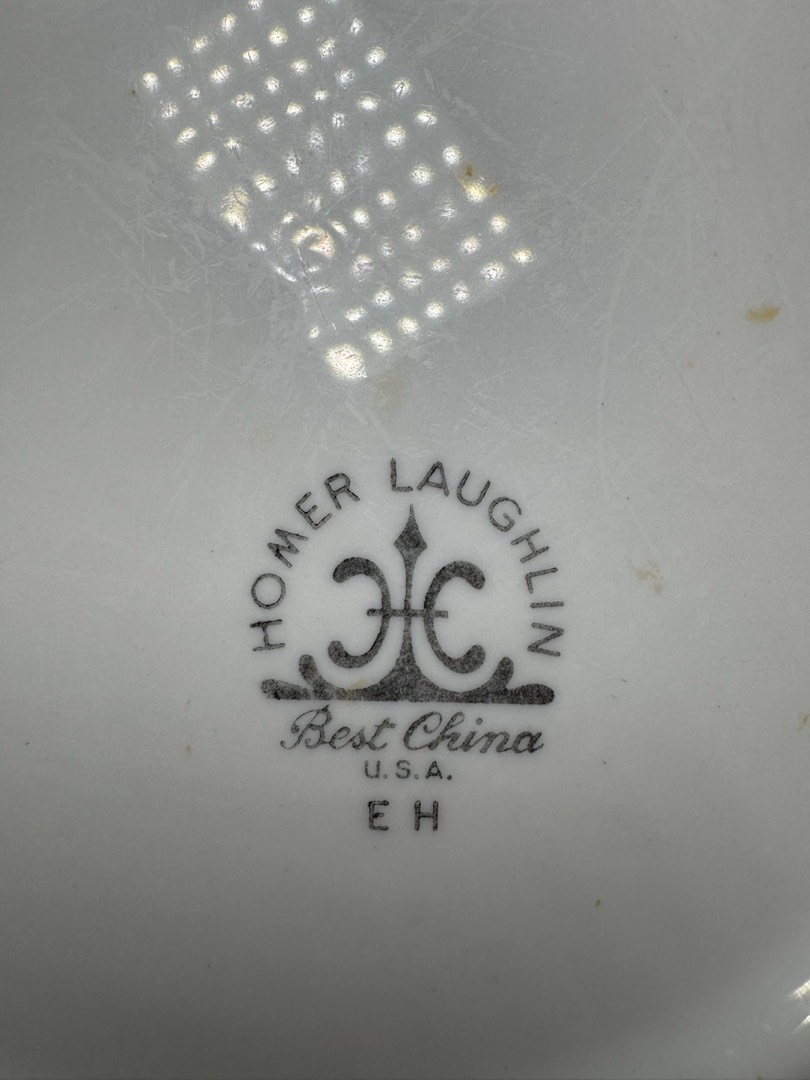 HOMER LAUGHLIN
Best China
U.S.A.
E H